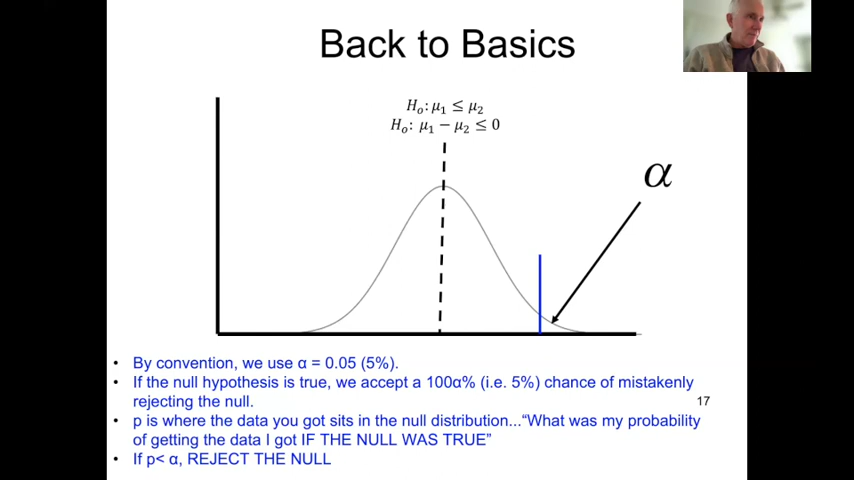 Back to Basics
Hₒ: μ₁ ≤ μ₂
Hₒ: μ₁ − μ₂ ≤ 0
α
• By convention, we use α = 0.05 (5%).
• If the null hypothesis is true, we accept a 100α% (i.e. 5%) chance of mistakenly
rejecting the null.
17
• p is where the data you got sits in the null distribution...“What was my probability
of getting the data I got IF THE NULL WAS TRUE”
• If p< α, REJECT THE NULL